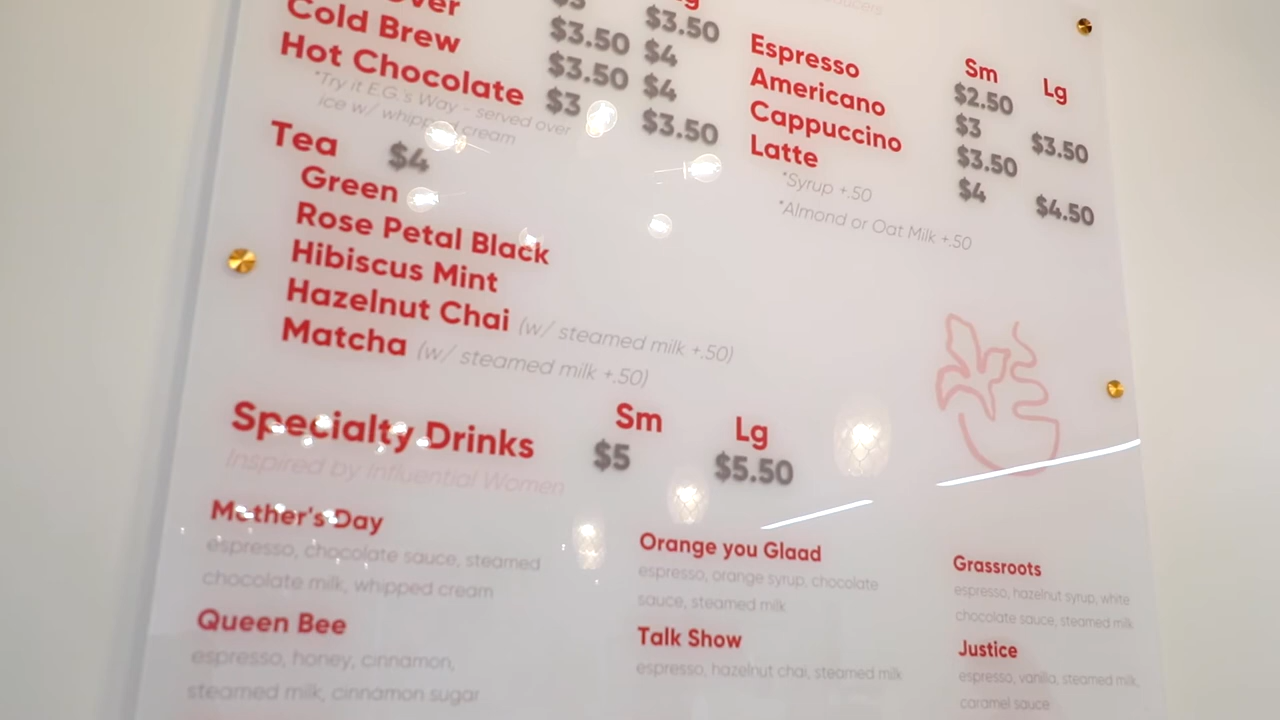 Sm Lg
Cold Brew $3.50 $4
Hot Chocolate $3 $3.50
*Try it E.G.'s Way - served over
ice w/ whipped cream
Tea $4
Green
Rose Petal Black
Hibiscus Mint
Hazelnut Chai (w/ steamed milk +.50)
Matcha (w/ steamed milk +.50)
Espresso $2.50
Americano $3 $3.50
Cappuccino $3.50
Latte $4 $4.50
*Syrup +.50
*Almond or Oat Milk +.50
Specialty Drinks Sm Lg
$5 $5.50
Inspired by Influential Women
Mother's Day
espresso, chocolate sauce, steamed
chocolate milk, whipped cream
Queen Bee
espresso, honey, cinnamon,
steamed milk, cinnamon sugar
Orange you Glaad
espresso, orange syrup, chocolate
sauce, steamed milk
Talk Show
espresso, hazelnut chai, steamed milk
Grassroots
espresso, hazelnut syrup, white
chocolate sauce, steamed milk
Justice
espresso, vanilla, steamed milk,
caramel sauce